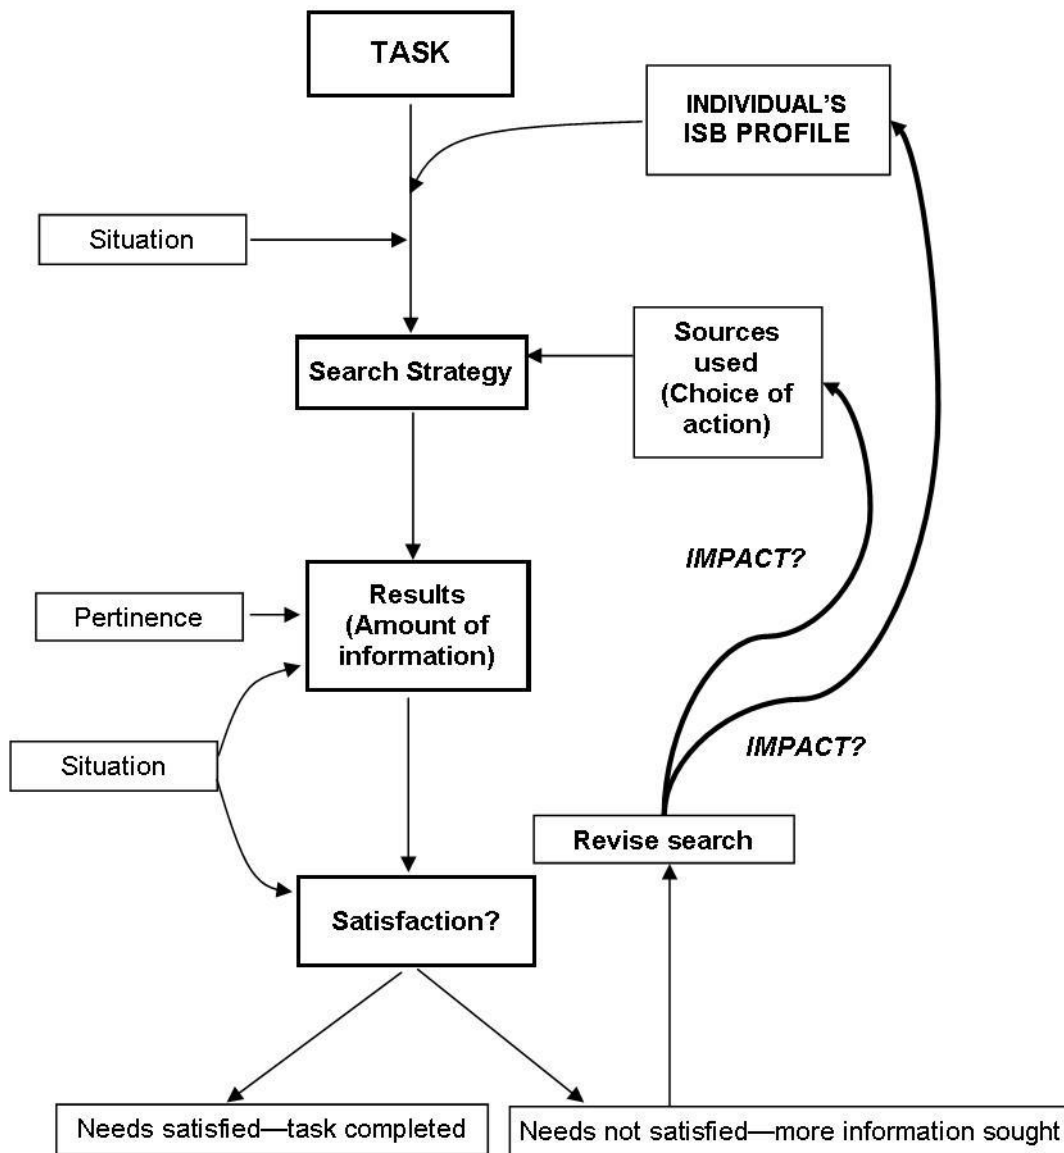 TASK
INDIVIDUAL'S
ISB PROFILE
Situation
Search Strategy
Sources
used
(Choice of
action)
IMPACT?
Pertinence
Results
(Amount of
information)
IMPACT?
Situation
Revise search
Satisfaction?
Needs satisfied—task completed
Needs not satisfied—more information sought